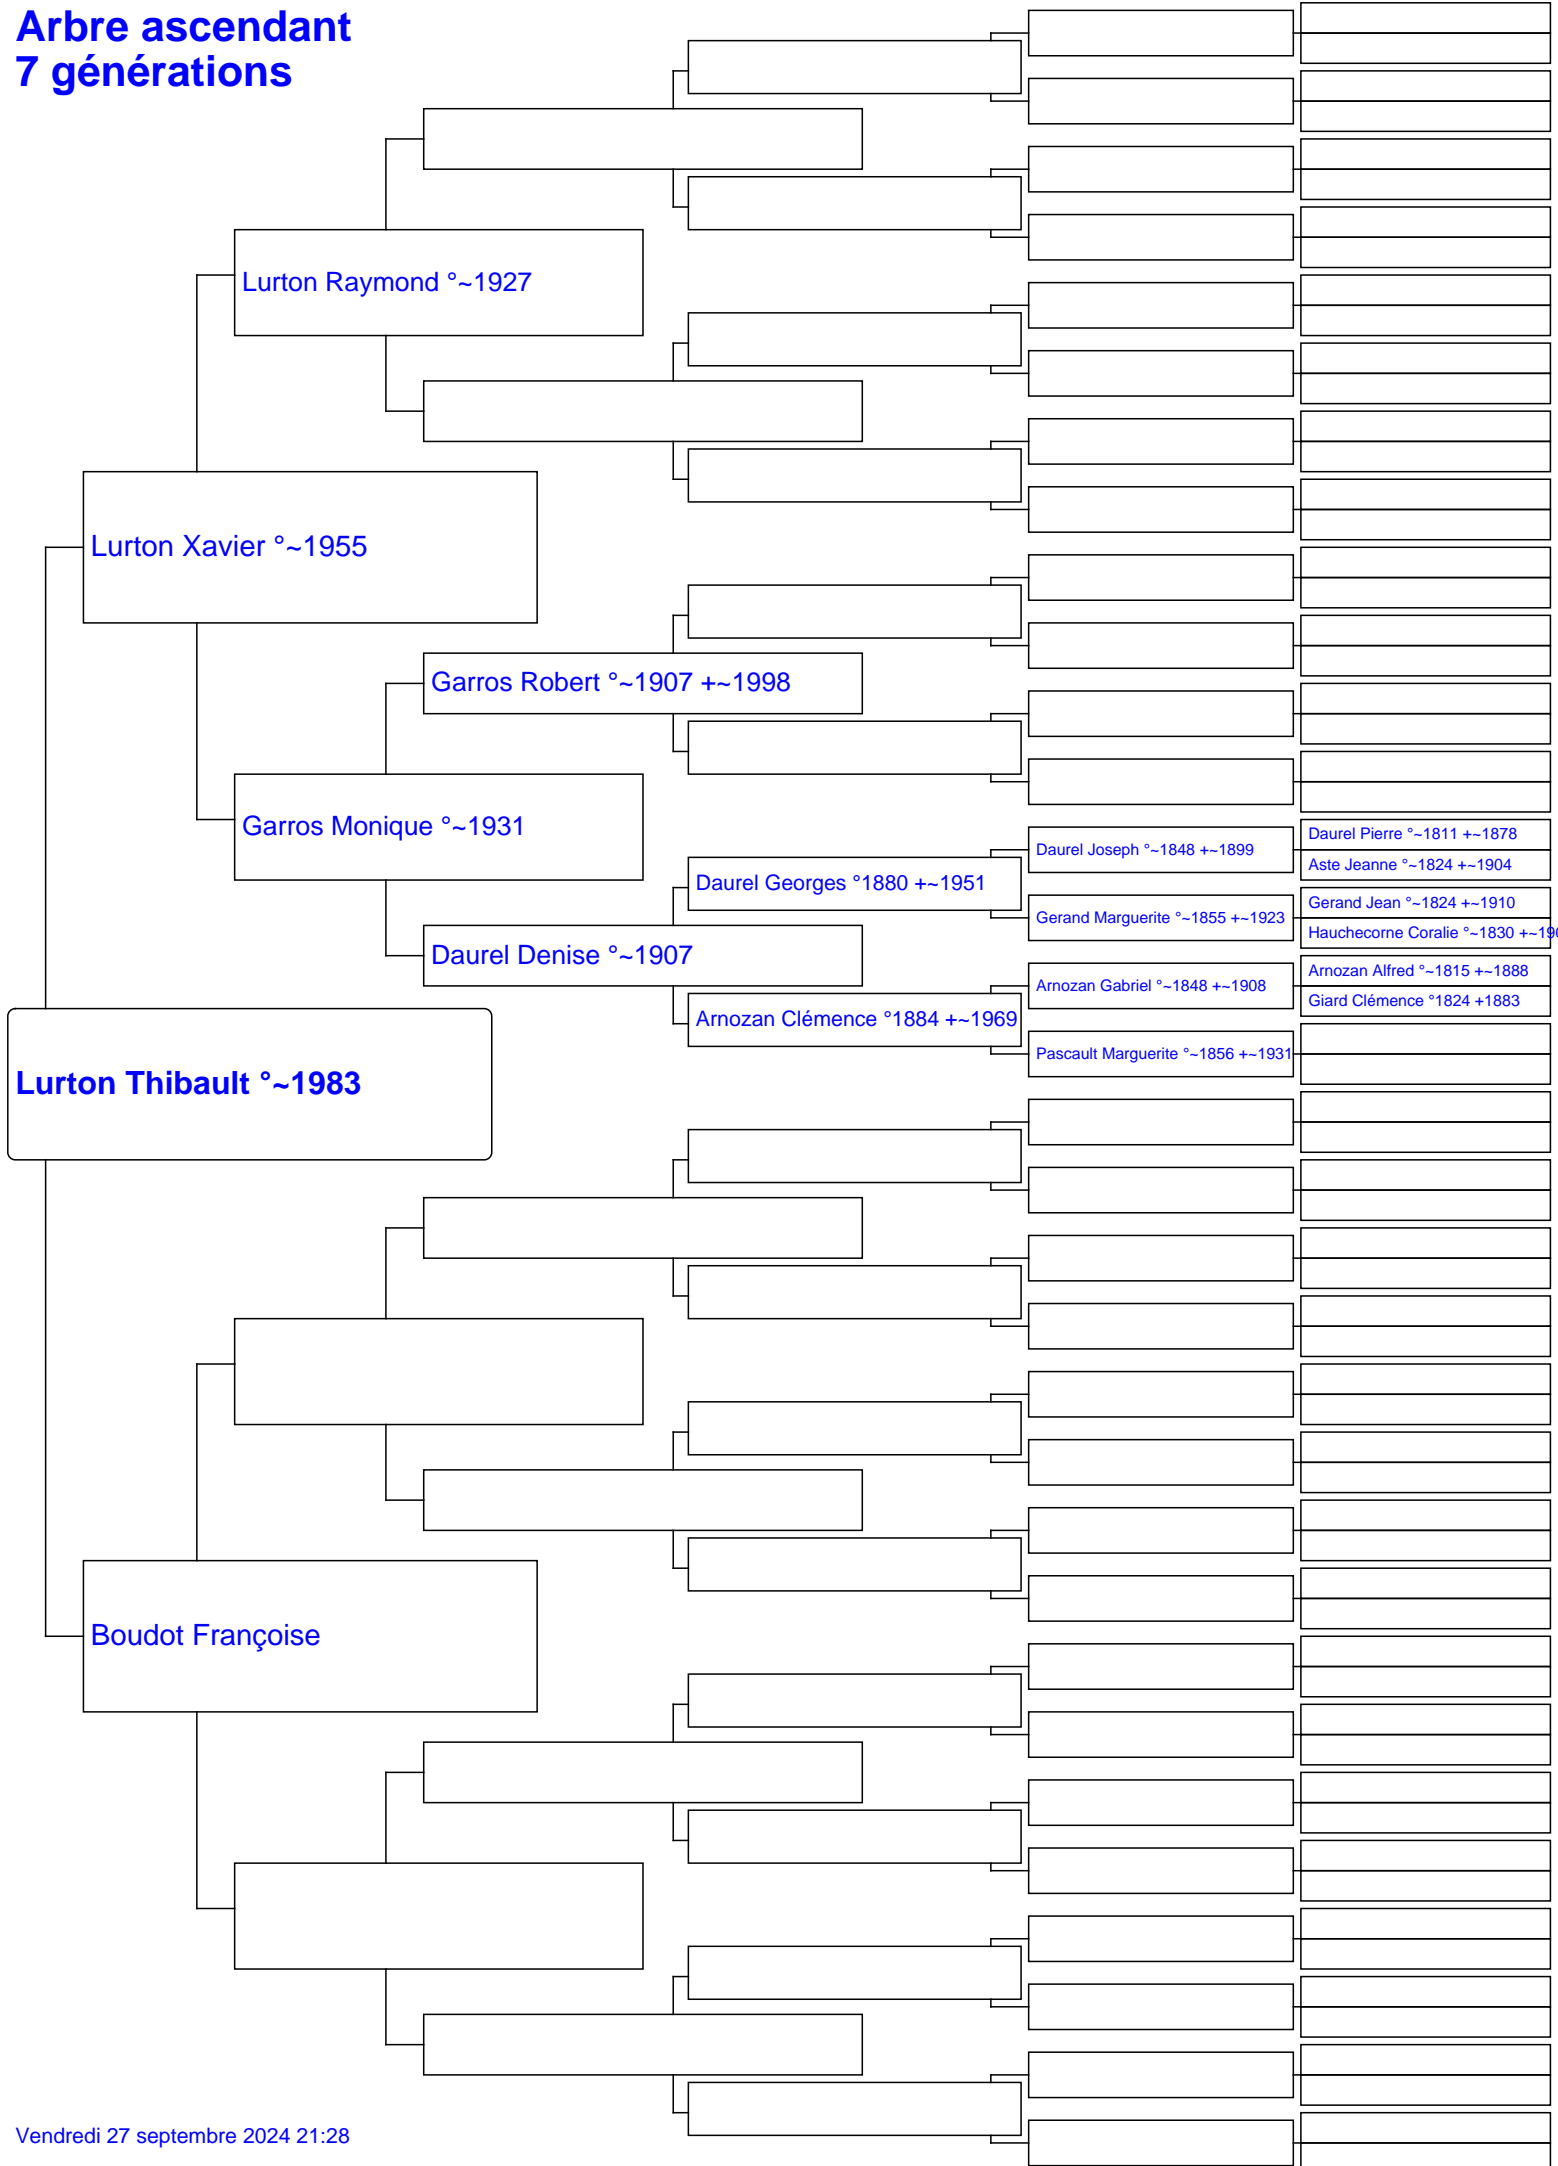 Arbre ascendant
7 générations
Lurton Raymond °~1927
Lurton Xavier °~1955
Garros Robert °~1907 +~1998
Garros Monique °~1931
Daurel Pierre °~1811 +~1878
Daurel Joseph °~1848 +~1899
Aste Jeanne °~1824 +~1904
Daurel Georges °1880 +~1951
Gerand Jean °~1824 +~1910
Gerand Marguerite °~1855 +~1923
Hauchecorne Coralie °~1830 
Daurel Denise °~1907
Arnozan Alfred °~1815 +~1888
Arnozan Gabriel °~1848 +~1908
Giard Clémence °1824 +1883
Arnozan Clémence °1884 +~1969
Pascault Marguerite °~1856 +~1931
Lurton Thibault °~1983
Boudot Françoise
Vendredi 27 septembre 2024 21:28